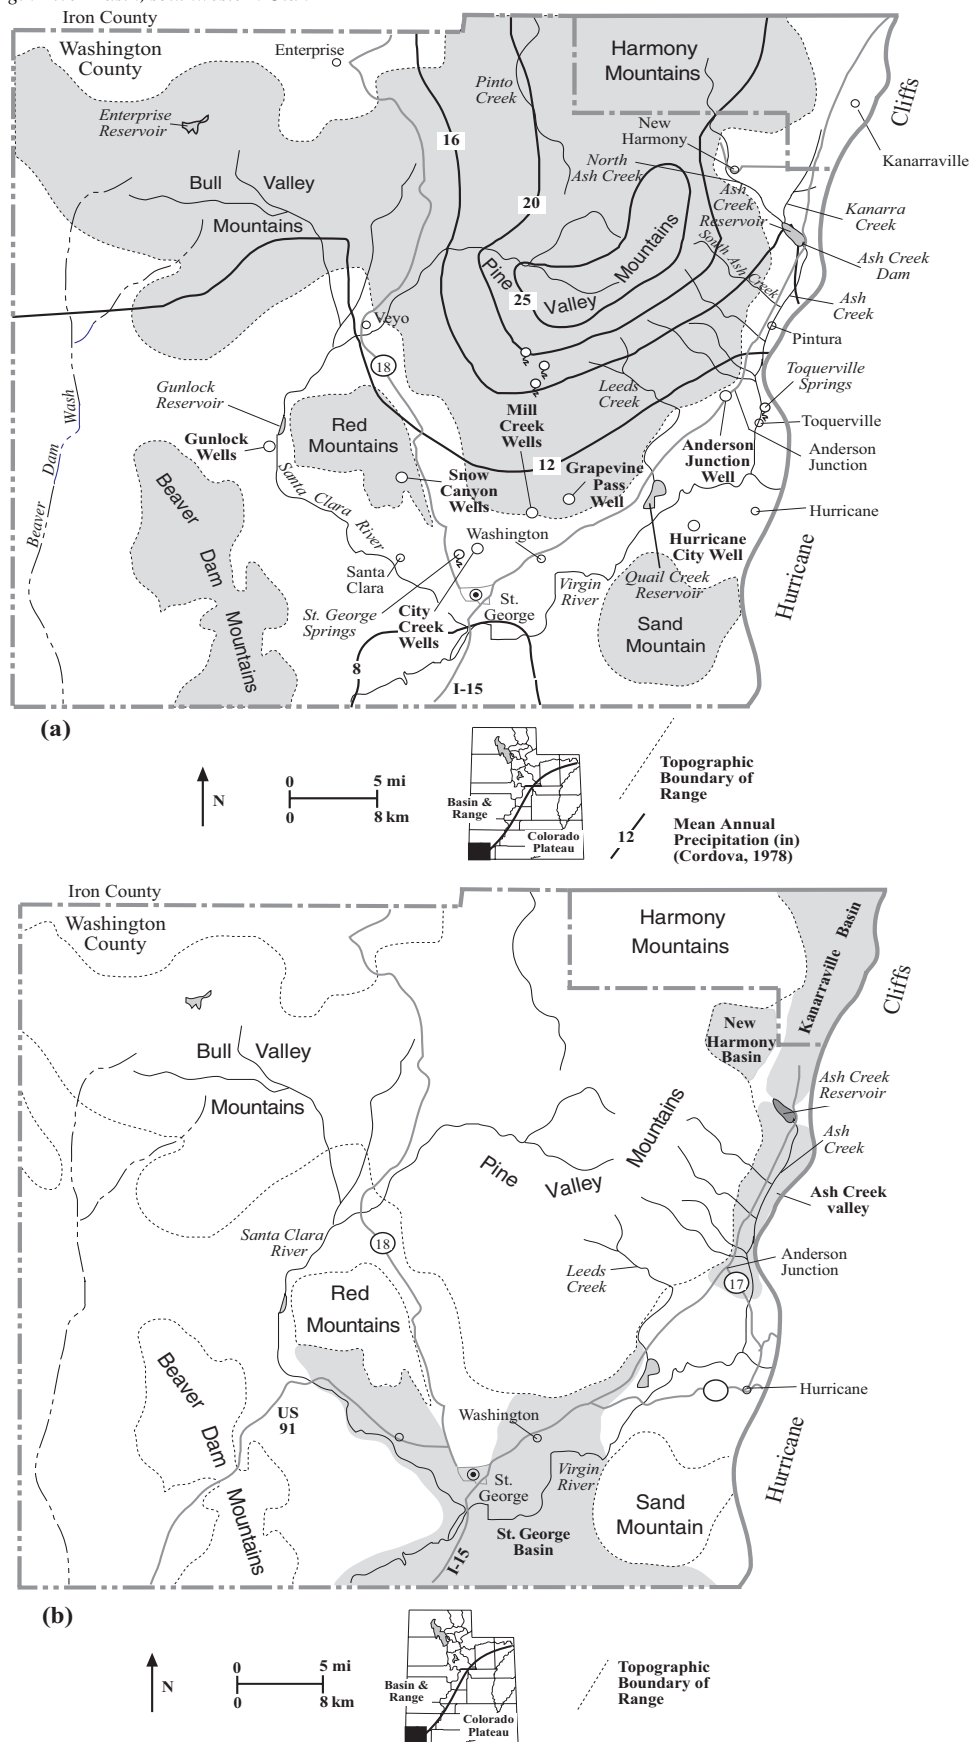 Iron County
Washington
County
Enterprise
Enterprise
Reservoir
Pinto
Creek
Harmony
Mountains
Cliffs
New
Harmony
Kanarraville
16
North
Ash Creek
Ash
Creek
Reservoir
Kanarra
Creek
Bull Valley
Mountains
20
South Ash Creek
Ash Creek
Dam
Pine
Valley
Mountains
25
Ash
Creek
Veyo
Pintura
18
Toquerville
Springs
Gunlock
Reservoir
Leeds
Creek
Wash
Red
Mountains
Mill
Creek
Wells
Toquerville
Gunlock
Wells
Anderson
Junction
Well
Anderson
Junction
12
Grapevine
Pass
Well
Snow
Canyon
Wells
Santa Clara River
Beaver Dam
Beaver
Dam
Mountains
Hurricane
Washington
Hurricane
City Well
Hurricane
Santa
Clara
Virgin
River
Quail Creek
Reservoir
St. George
Springs
City
Creek
Wells
St.
George
Sand
Mountain
8
I-15
(a)
N
0 5 mi
0 8 km
Basin &
Range
Colorado
Plateau
Topographic
Boundary of
Range
12
Mean Annual
Precipitation (in)
(Cordova, 1978)
Iron County
Washington
County
Harmony
Mountains
Kanarraville Basin
Cliffs
New
Harmony
Basin
Bull Valley
Mountains
Ash Creek
Reservoir
Ash
Creek
Pine
Valley
Mountains
Ash Creek
valley
Santa Clara
River
18
Anderson
Junction
Leeds
Creek
17
Red
Mountains
Beaver
Dam
Mountains
US
91
Hurricane
Washington
Hurricane
Virgin
River
St.
George
Sand
Mountain
St. George
Basin
I-15
(b)
N
0 5 mi
0 8 km
Basin &
Range
Colorado
Plateau
Topographic
Boundary of
Range